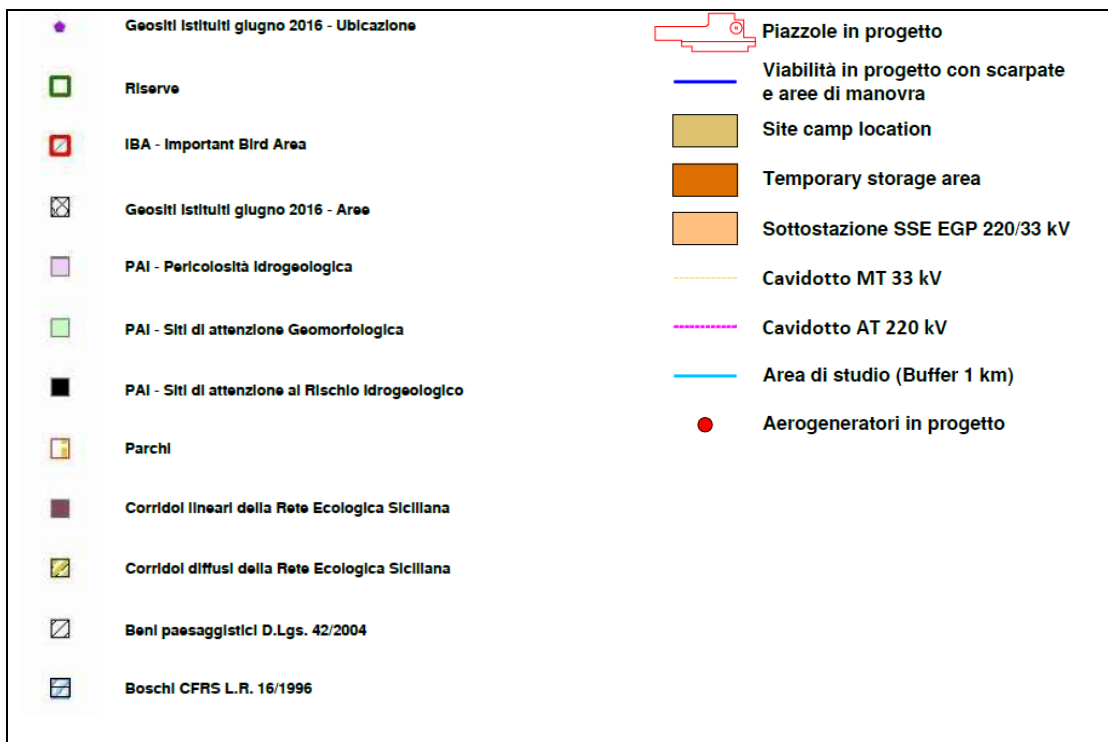 Geositi Istituiti giugno 2016 - Ubicazione
Riserve
IBA - Important Bird Area
Geositi Istituiti giugno 2016 - Aree
PAI - Pericolosità Idrogeologica
PAI - Siti di attenzione Geomorfologica
PAI - Siti di attenzione al Rischio Idrogeologico
Parchi
Corridoi lineari della Rete Ecologica Siciliana
Corridoi diffusi della Rete Ecologica Siciliana
Beni paesaggistici D.Lgs. 42/2004
Boschi CFRS L.R. 16/1996
Piazzole in progetto
Viabilità in progetto con scarpate
e aree di manovra
Site camp location
Temporary storage area
Sottostazione SSE EGP 220/33 kV
Cavidotto MT 33 kV
Cavidotto AT 220 kV
Area di studio (Buffer 1 km)
Aerogeneratori in progetto